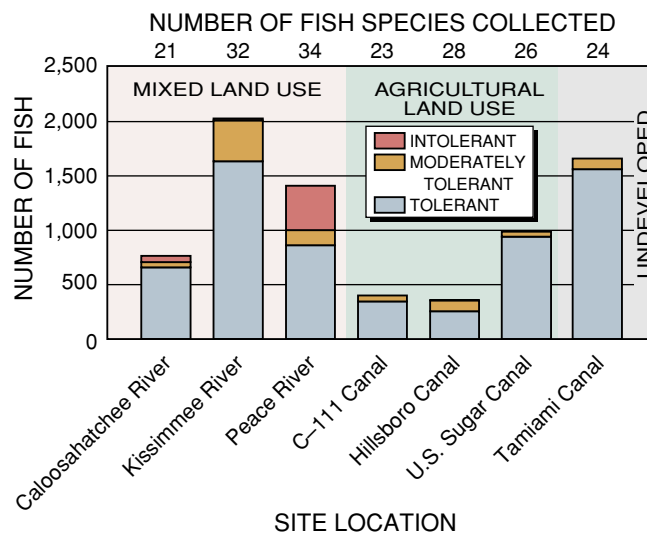 NUMBER OF FISH SPECIES COLLECTED
21 32 34 23 28 26 24
NUMBER OF FISH
2,500
2,000
1,500
1,000
500
0
MIXED LAND USE
AGRICULTURAL
LAND USE
UNDEVELOPED
INTOLERANT
MODERATELY
TOLERANT
TOLERANT
Caloosahatchee River
Kissimmee River
Peace River
C–111 Canal
Hillsboro Canal
U.S. Sugar Canal
Tamiami Canal
SITE LOCATION